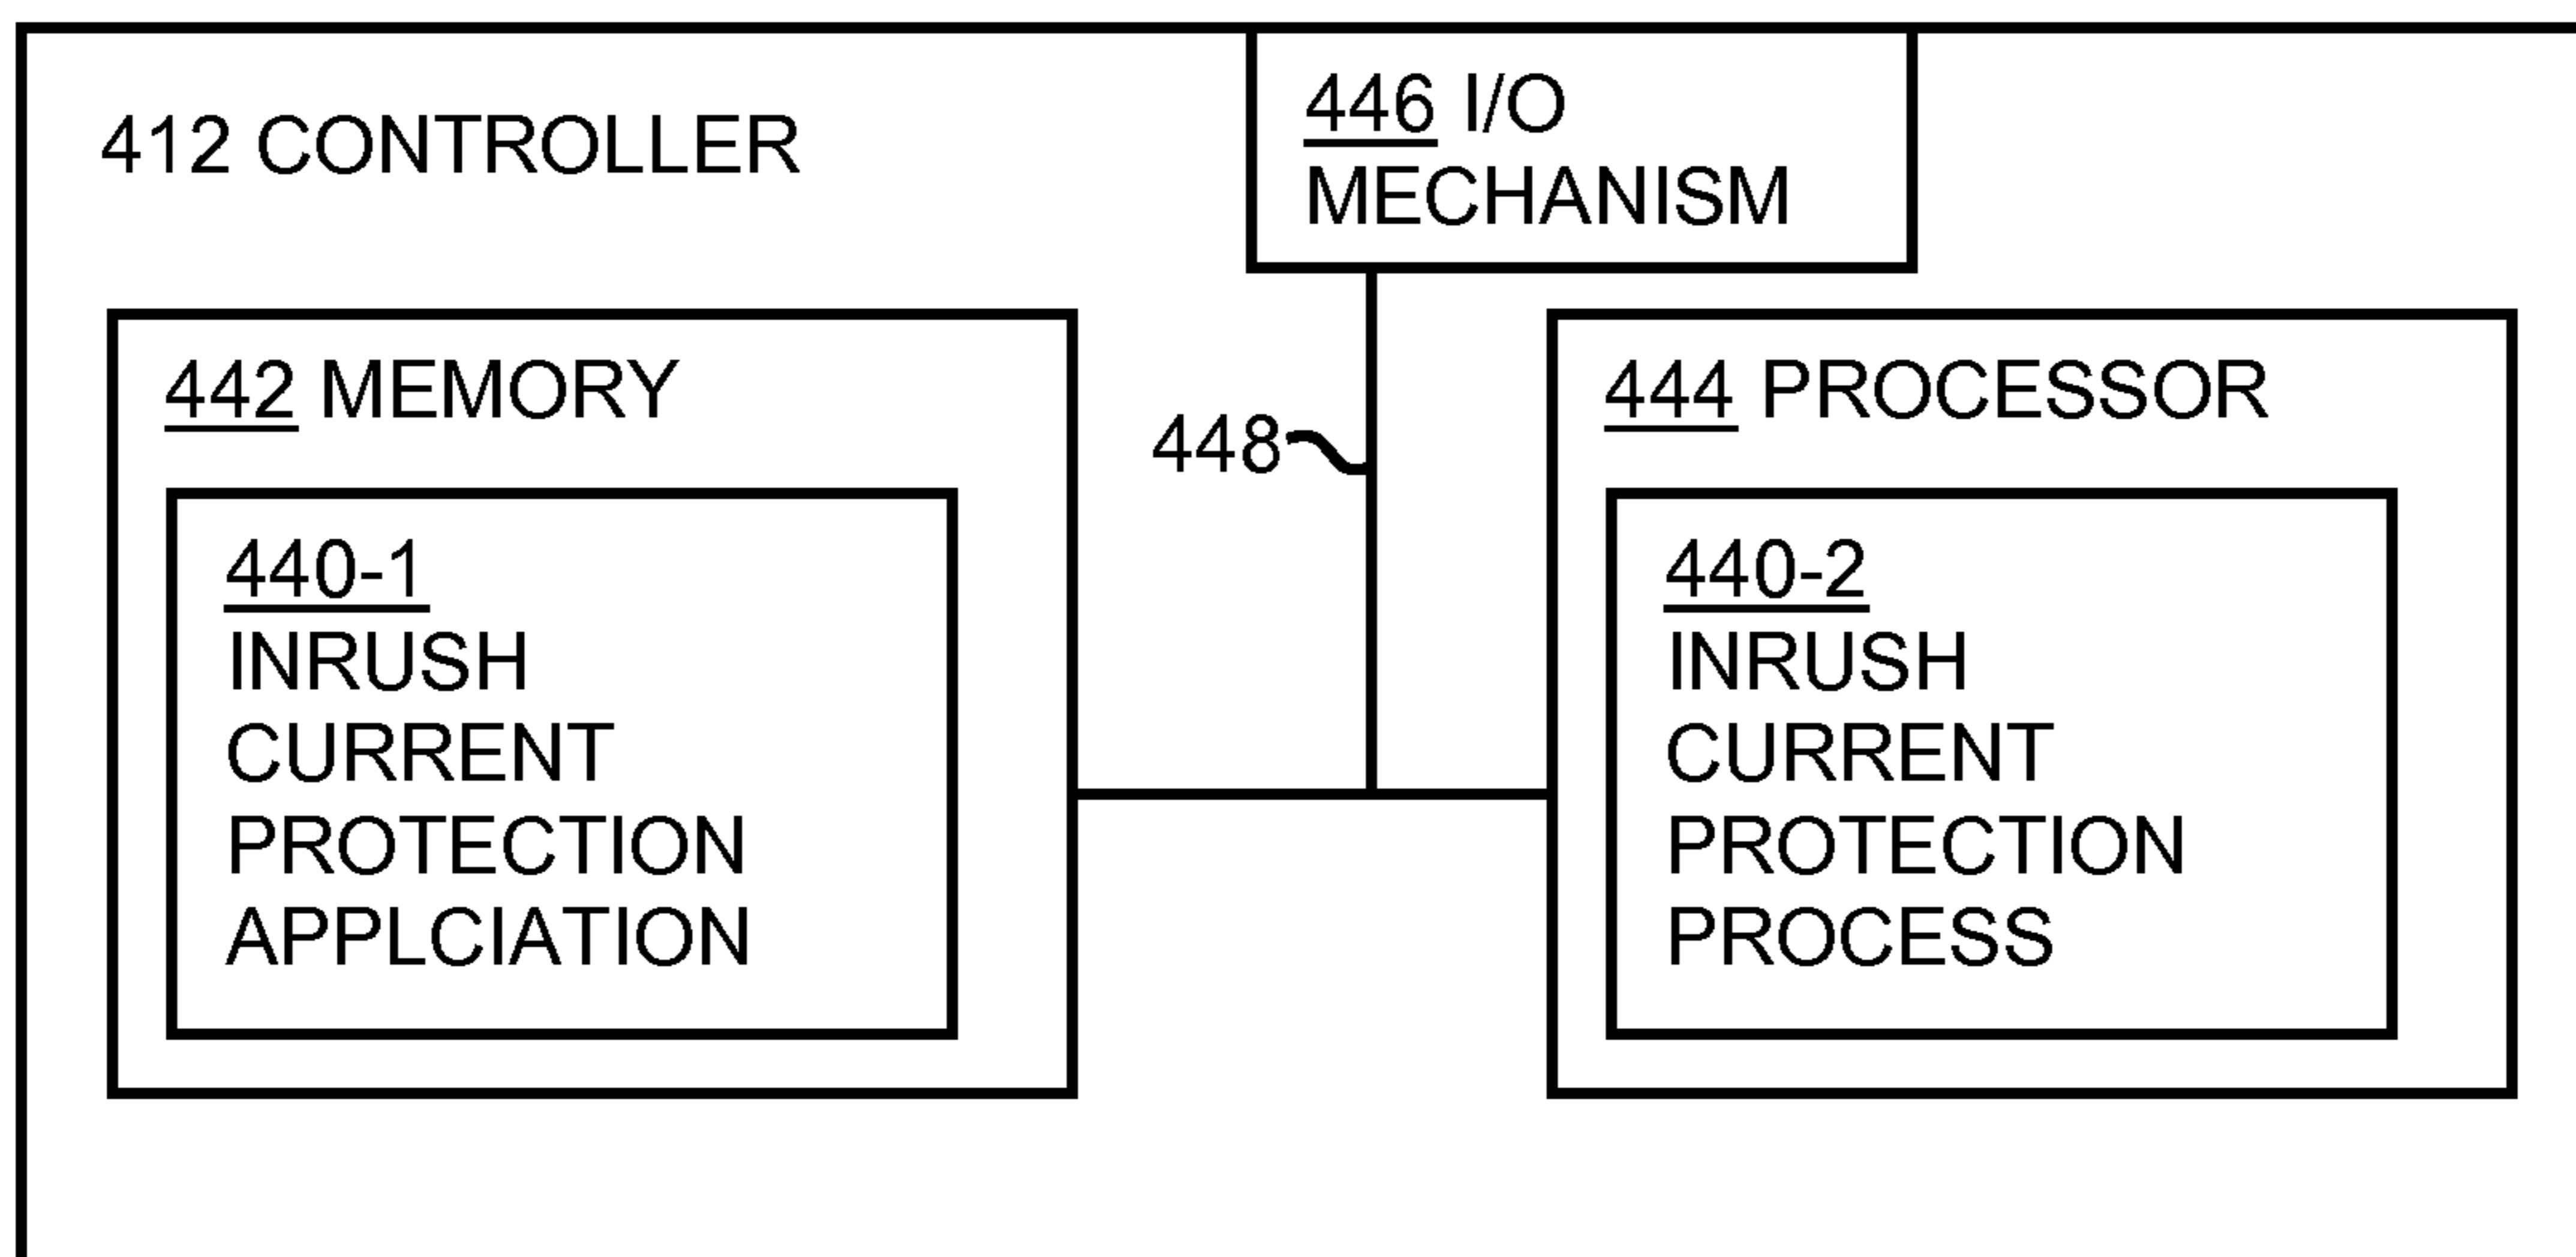 412 CONTROLLER
446 I/O
MECHANISM
442 MEMORY
440-1
INRUSH
CURRENT
PROTECTION
APPLCIATION
448
444 PROCESSOR
440-2
INRUSH
CURRENT
PROTECTION
PROCESS